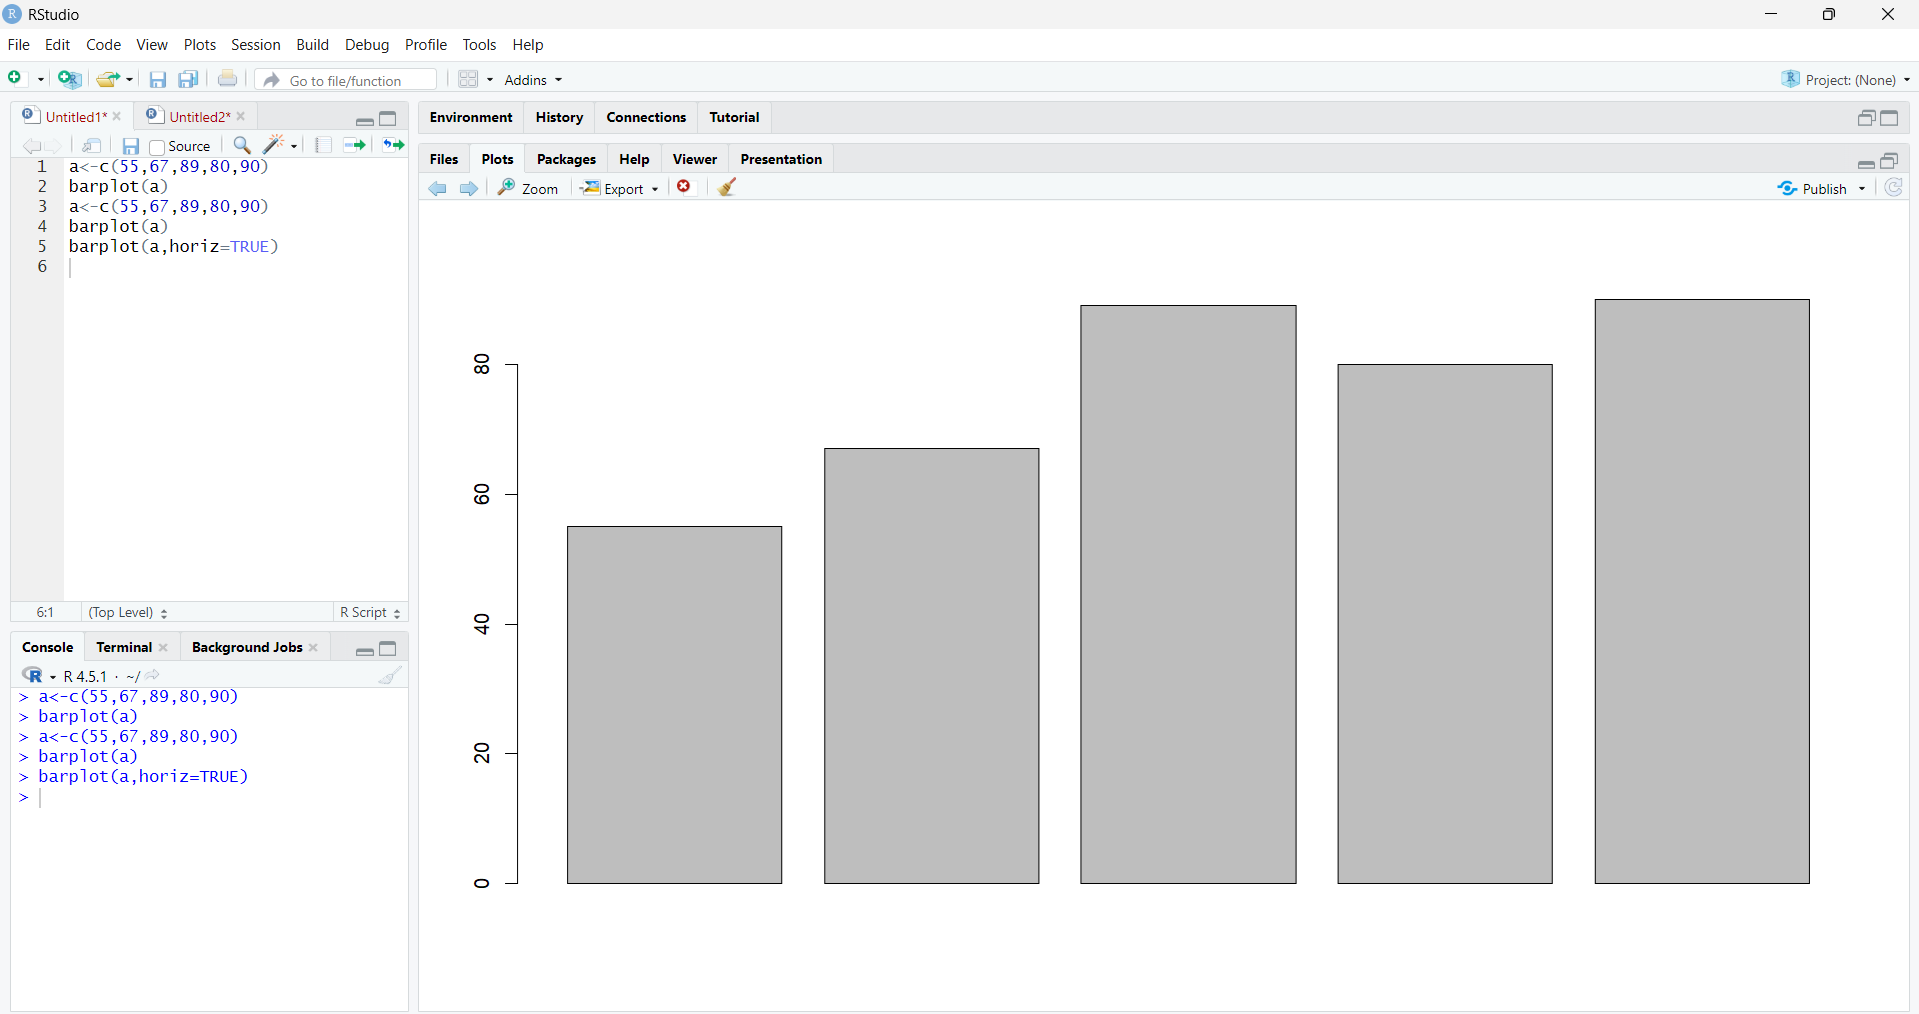 RStudio
File Edit Code View Plots Session Build Debug Profile Tools Help
Go to file/function Addins Project: (None)
Untitled1* Untitled2*
Source
1 a<-c(55,67,89,80,90)
2 barplot(a)
3 a<-c(55,67,89,80,90)
4 barplot(a)
5 barplot(a,horiz=TRUE)
6
6:1 (Top Level) R Script
Console Terminal Background Jobs
R 4.5.1 · ~/
> a<-c(55,67,89,80,90)
> barplot(a)
> a<-c(55,67,89,80,90)
> barplot(a)
> barplot(a,horiz=TRUE)
>
Environment History Connections Tutorial
Files Plots Packages Help Viewer Presentation
Zoom Export Publish
80
60
40
20
0